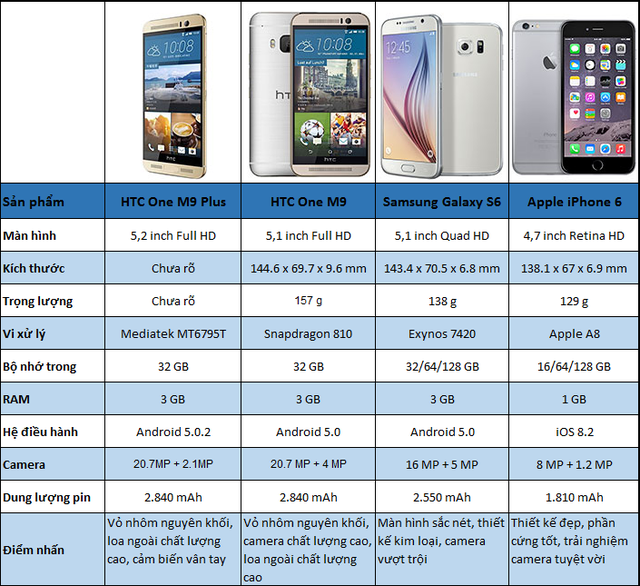 10:08
hTC
10:08
hTC
hTC
12:45
SAMSUNG
SAMSUNG
iPhone
Sản phẩm HTC One M9 Plus HTC One M9 Samsung Galaxy S6 Apple iPhone 6
Màn hình 5,2 inch Full HD 5,1 inch Full HD 5,1 inch Quad HD 4,7 inch Retina HD
Kích thước Chưa rõ 144.6 x 69.7 x 9.6 mm 143.4 x 70.5 x 6.8 mm 138.1 x 67 x 6.9 mm
Trọng lượng Chưa rõ 157 g 138 g 129 g
Vi xử lý Mediatek MT6795T Snapdragon 810 Exynos 7420 Apple A8
Bộ nhớ trong 32 GB 32 GB 32/64/128 GB 16/64/128 GB
RAM 3 GB 3 GB 3 GB 1 GB
Hệ điều hành Android 5.0.2 Android 5.0 Android 5.0 iOS 8.2
Camera 20.7MP + 2.1MP 20.7 MP + 4 MP 16 MP + 5 MP 8 MP + 1.2 MP
Dung lượng pin 2.840 mAh 2.840 mAh 2.550 mAh 1.810 mAh
Điểm nhấn
Vỏ nhôm nguyên khối,
loa ngoài chất lượng
cao, cảm biến vân tay
Vỏ nhôm nguyên khối,
camera chất lượng cao,
loa ngoài chất lượng
cao
Màn hình sắc nét, thiết
kế kim loại, camera
vượt trội
Thiết kế đẹp, phần
cứng tốt, trải nghiệm
camera tuyệt vời